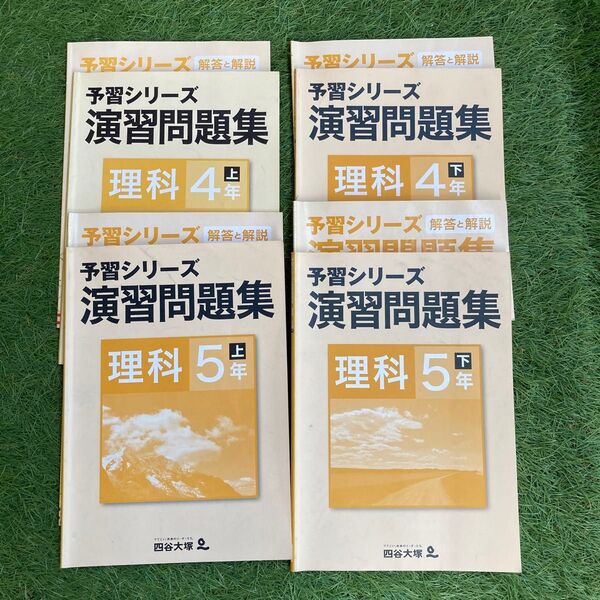 予習シリーズ 解答と解説
予習シリーズ
演習問題集
理科 4年 上
予習シリーズ 解答と解説
予習シリーズ
演習問題集
理科 4年 下
予習シリーズ 解答と解説
予習シリーズ
演習問題集
理科 5年 上
四谷大塚
予習シリーズ 解答と解説
演習問題集
予習シリーズ
演習問題集
理科 5年 下
四谷大塚